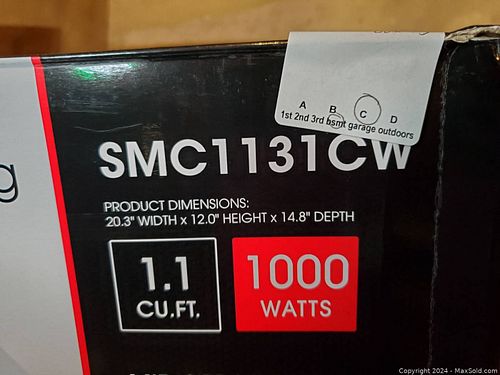 A B C D
1st 2nd 3rd bsmt garage outdoors
SMC1131CW
PRODUCT DIMENSIONS:
20.3" WIDTH x 12.0" HEIGHT x 14.8" DEPTH
1.1
CU.FT.
1000
WATTS
g
Copyright 2024 - MaxSold.com